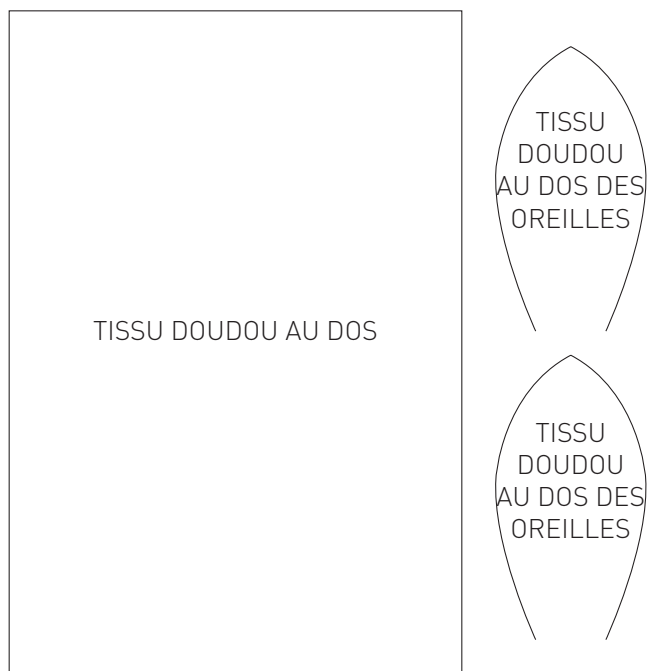 TISSU DOUDOU AU DOS
TISSU
DOUDOU
AU DOS DES
OREILLES
TISSU
DOUDOU
AU DOS DES
OREILLES